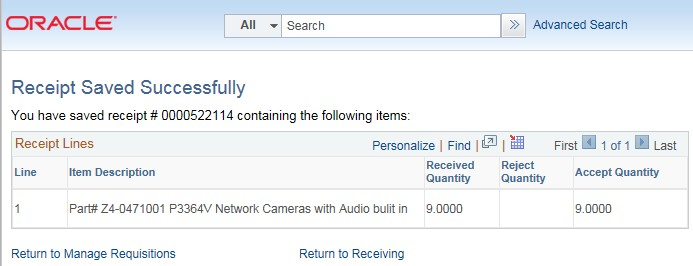 ORACLE
All Search Advanced Search
Receipt Saved Successfully
You have saved receipt # 0000522114 containing the following items:
Receipt Lines Personalize | Find | | First 1 of 1 Last
Line Item Description Received Quantity Reject Quantity Accept Quantity
1 Part# Z4-0471001 P3364V Network Cameras with Audio bulit in 9.0000 9.0000
Return to Manage Requisitions Return to Receiving